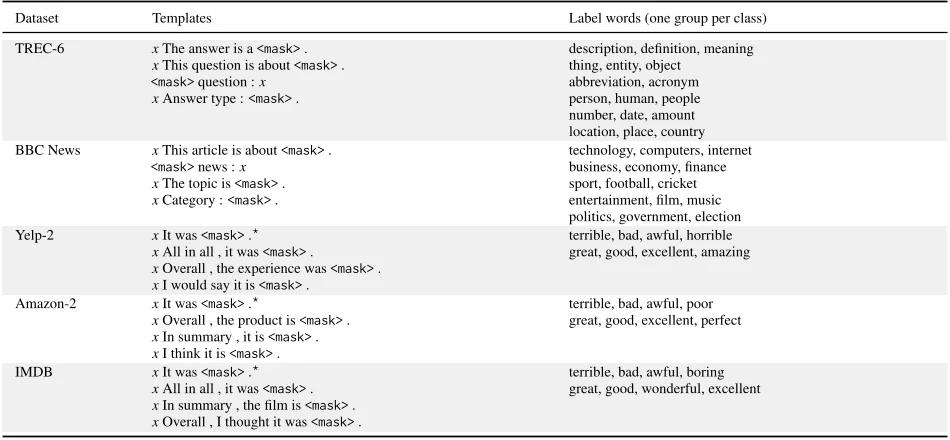 Dataset Templates Label words (one group per class)
TREC-6 x The answer is a <mask> . description, definition, meaning
x This question is about <mask> . thing, entity, object
<mask> question : x abbreviation, acronym
x Answer type : <mask> . person, human, people
number, date, amount
location, place, country
BBC News x This article is about <mask> . technology, computers, internet
<mask> news : x business, economy, finance
x The topic is <mask> . sport, football, cricket
x Category : <mask> . entertainment, film, music
politics, government, election
Yelp-2 x It was <mask> .* terrible, bad, awful, horrible
x All in all , it was <mask> . great, good, excellent, amazing
x Overall , the experience was <mask> .
x I would say it is <mask> .
Amazon-2 x It was <mask> .* terrible, bad, awful, poor
x Overall , the product is <mask> . great, good, excellent, perfect
x In summary , it is <mask> .
x I think it is <mask> .
IMDB x It was <mask> .* terrible, bad, awful, boring
x All in all , it was <mask> . great, good, wonderful, excellent
x In summary , the film is <mask> .
x Overall , I thought it was <mask> .